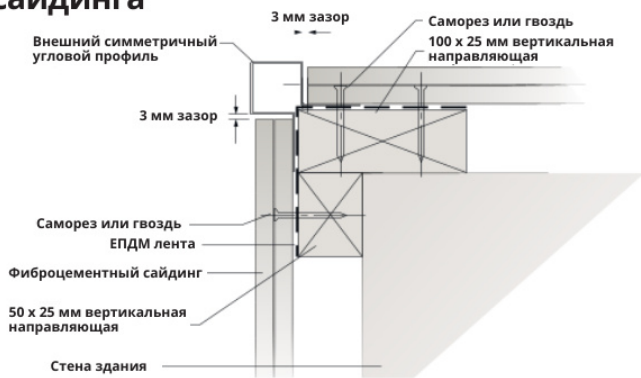 сайдинга
3 мм зазор
Внешний симметричный
угловой профиль
Саморез или гвоздь
100 x 25 мм вертикальная
направляющая
3 мм зазор
Саморез или гвоздь
ЕПДМ лента
Фиброцементный сайдинг
50 x 25 мм вертикальная
направляющая
Стена здания